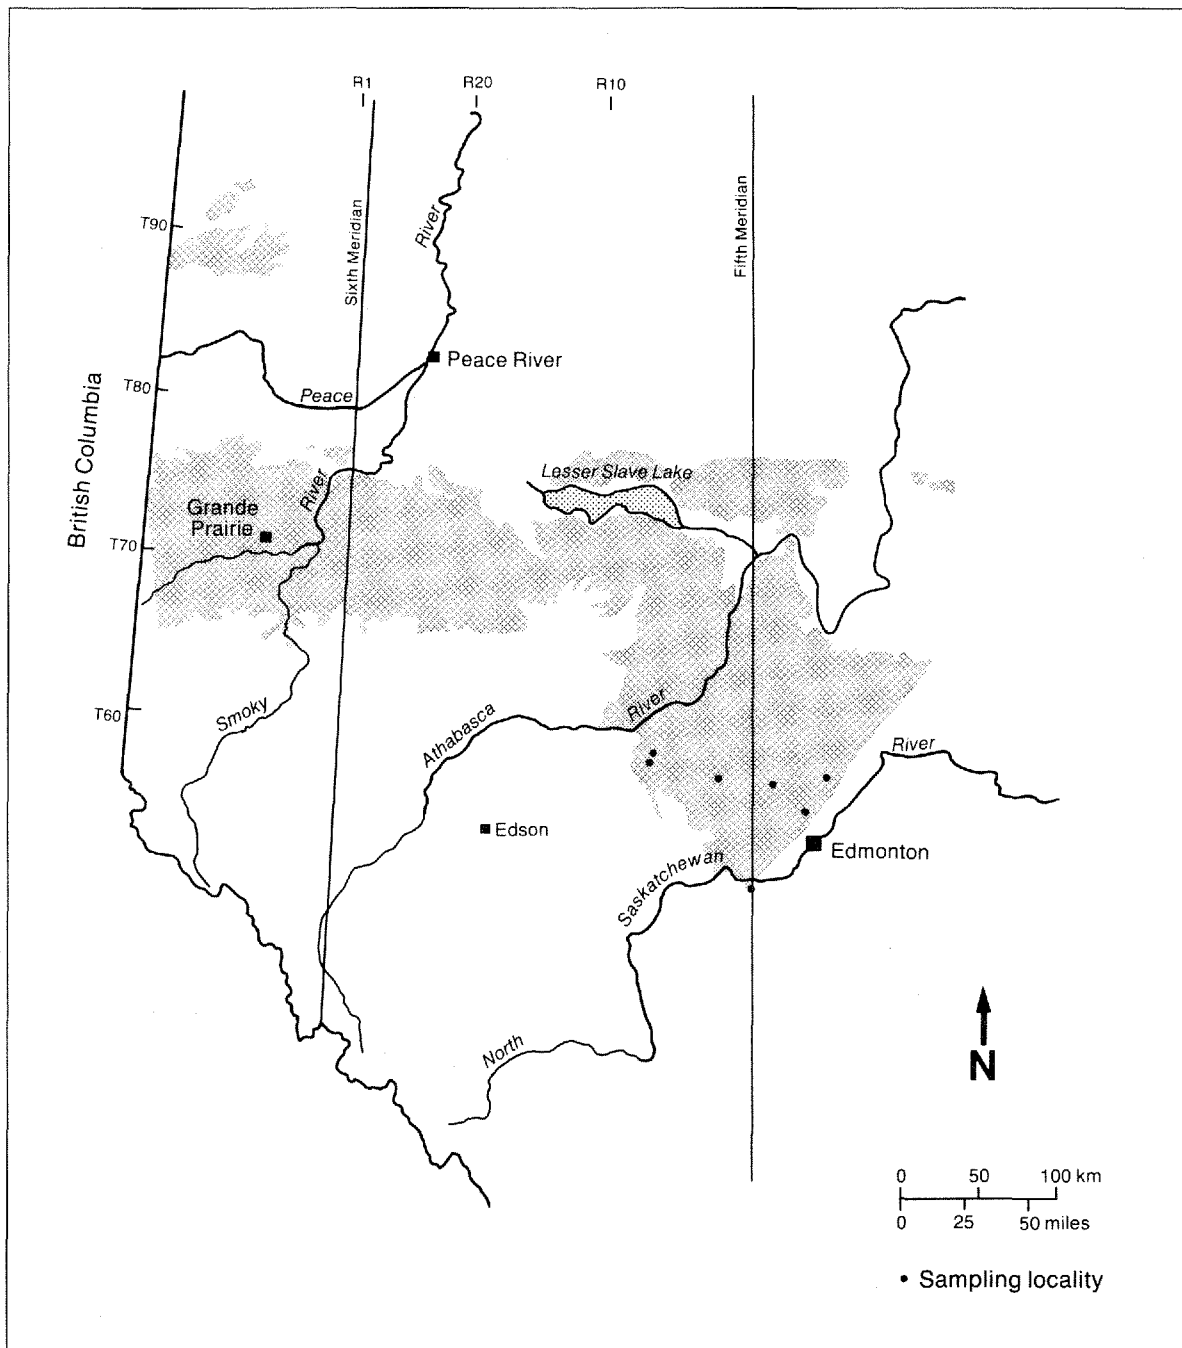 R1
R20
R10
T90
Sixth Meridian
River
Fifth Meridian
Peace River
T80
Peace
British Columbia
Lesser Slave Lake
River
Grande
Prairie
T70
T60
Smoky
Athabasca
River
River
Edson
Edmonton
Saskatchewan
North
N
0 50 100 km
0 25 50 miles
• Sampling locality